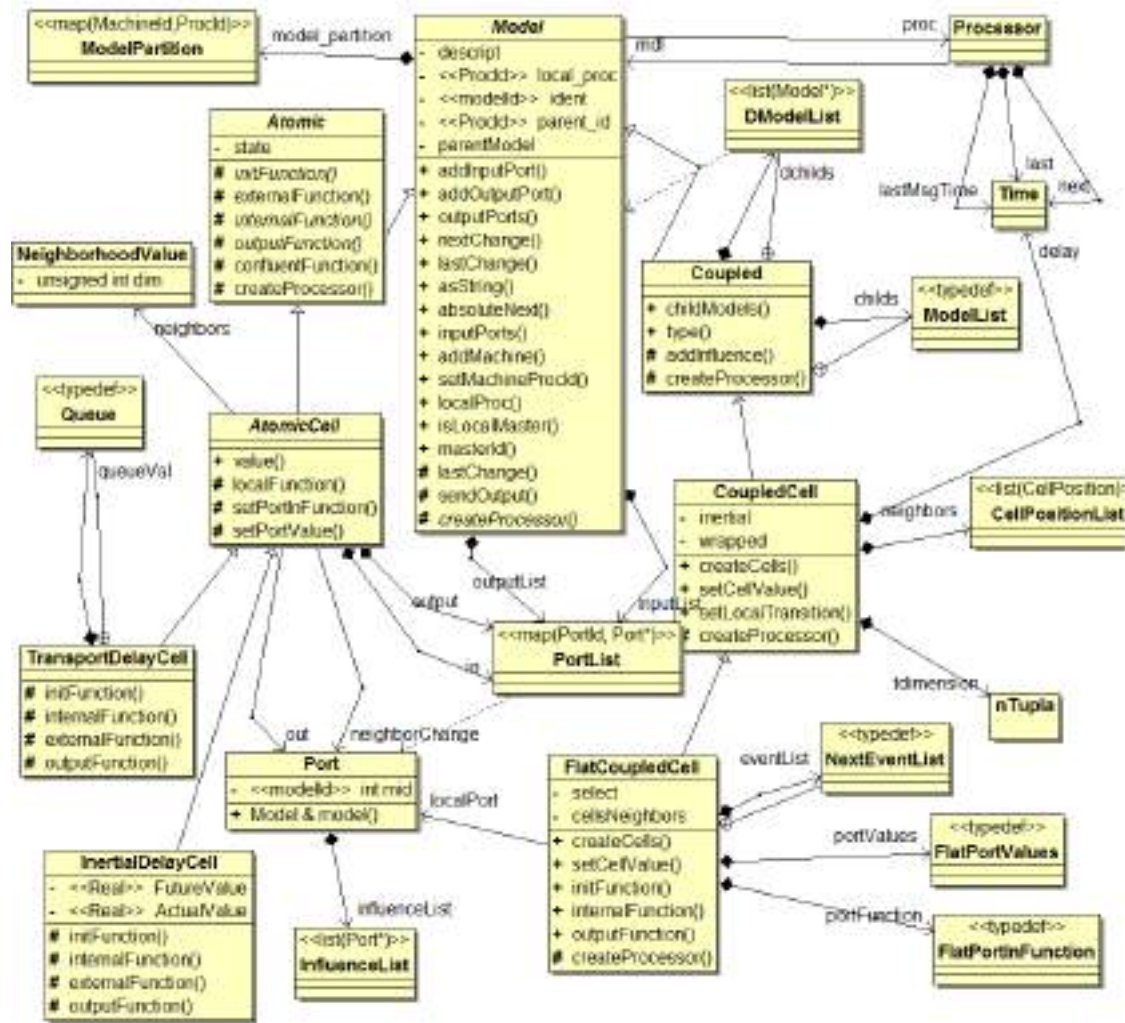 <<map(MachineId,ProcId)>>
ModelPartition
model_partition
Model
- descript
- <<ProcId>> local_proc
- <<modelId>> ident
- <<ProcId>> parent_id
- parentModel
+ addInputPort()
+ addOutputPort()
+ outputPorts()
+ nextChange()
+ lastChange()
+ asString()
+ absoluteNext()
+ inputPorts()
+ addMachine()
+ setMachineProcId()
+ localProc()
+ isLocalMaster()
+ masterId()
# lastChange()
# sendOutput()
# createProcessor()
proc
mdl
Processor
<<list(Model*)>>
DModelList
dchilds
last
lastMsgTime
next
Time
delay
Atomic
- state
# initFunction()
# externalFunction()
# internalFunction()
# outputFunction()
# confluentFunction()
# createProcessor()
NeighborhoodValue
- unsigned int dim
neighbors
Coupled
+ childModels()
+ type()
# addInfluence()
# createProcessor()
childs
<<typedef>>
ModelList
<<typedef>>
Queue
queueVal
AtomicCell
+ value()
# localFunction()
# setPortInFunction()
# setPortValue()
CoupledCell
- inertial
- wrapped
+ createCells()
+ setCellValue()
+ setLocalTransition()
# createProcessor()
neighbors
<<list(CellPosition)>
CellPositionList
outputList
output
InputList
in
<<map(PortId, Port*)>>
PortList
TransportDelayCell
# initFunction()
# internalFunction()
# externalFunction()
# outputFunction()
tdimension
nTupla
out
neighborChange
Port
- <<modelId>> int mid
+ Model & model()
localPort
FlatCoupledCell
- select
- cellsNeighbors
+ createCells()
+ setCellValue()
+ initFunction()
+ internalFunction()
+ outputFunction()
# createProcessor()
eventList
<<typedef>>
NextEventList
portValues
<<typedef>>
FlatPortValues
portFunction
<<typedef>>
FlatPortInFunction
InertialDelayCell
- <<Real>> FutureValue
- <<Real>> ActualValue
# initFunction()
# internalFunction()
# externalFunction()
# outputFunction()
influenceList
<<list(Port*)>>
InfluenceList